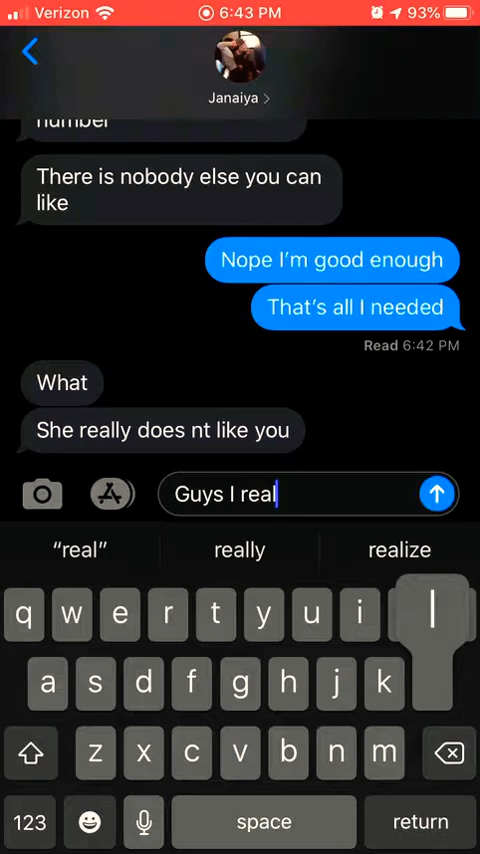 Verizon 6:43 PM 93%
Janaiya >
number
There is nobody else you can
like
Nope I'm good enough
That's all I needed
Read 6:42 PM
What
She really does nt like you
Guys I real
“real” really realize
q w e r t y u i l
a s d f g h j k
z x c v b n m
123 space return